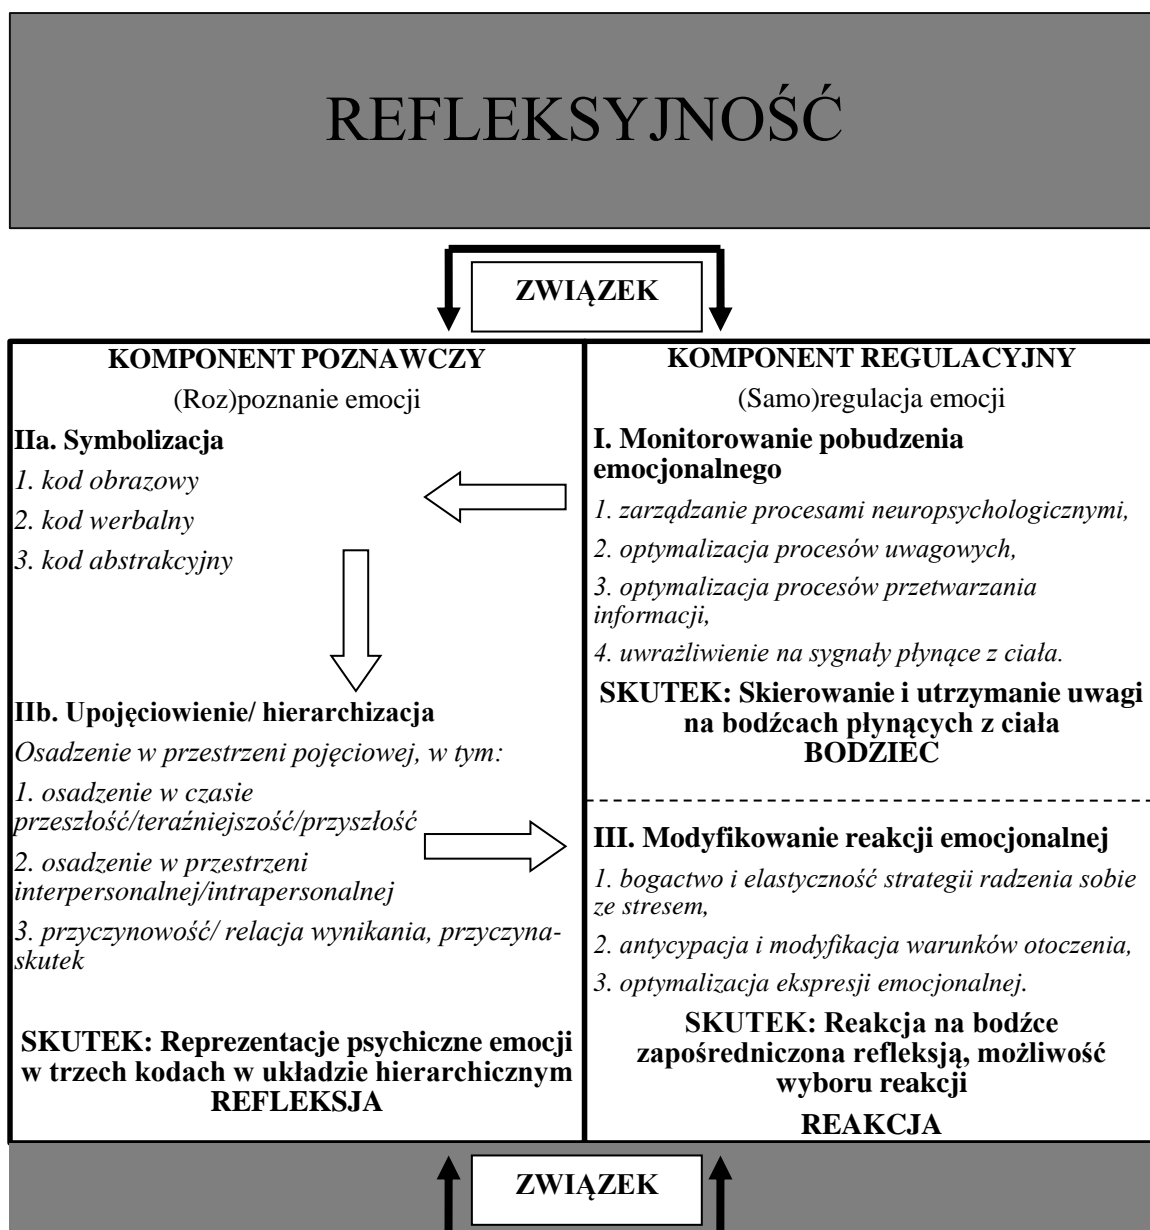 REFLEKSYJNOŚĆ
ZWIĄZEK
KOMPONENT POZNAWCZY
(Roz)poznanie emocji
IIa. Symbolizacja
1. kod obrazowy
2. kod werbalny
3. kod abstrakcyjny
IIb. Upojęciowienie/ hierarchizacja
Osadzenie w przestrzeni pojęciowej, w tym:
1. osadzenie w czasie
przeszłość/teraźniejszość/przyszłość
2. osadzenie w przestrzeni
interpersonalnej/intrapersonalnej
3. przyczynowość/ relacja wynikania, przyczyna-
skutek
SKUTEK: Reprezentacje psychiczne emocji
w trzech kodach w układzie hierarchicznym
REFLEKSJA
KOMPONENT REGULACYJNY
(Samo)regulacja emocji
I. Monitorowanie pobudzenia
emocjonalnego
1. zarządzanie procesami neuropsychologicznymi,
2. optymalizacja procesów uwagowych,
3. optymalizacja procesów przetwarzania
informacji,
4. uwrażliwienie na sygnały płynące z ciała.
SKUTEK: Skierowanie i utrzymanie uwagi
na bodźcach płynących z ciała
BODZIEC
III. Modyfikowanie reakcji emocjonalnej
1. bogactwo i elastyczność strategii radzenia sobie
ze stresem,
2. antycypacja i modyfikacja warunków otoczenia,
3. optymalizacja ekspresji emocjonalnej.
SKUTEK: Reakcja na bodźce
zapośredniczona refleksją, możliwość
wyboru reakcji
REAKCJA
ZWIĄZEK